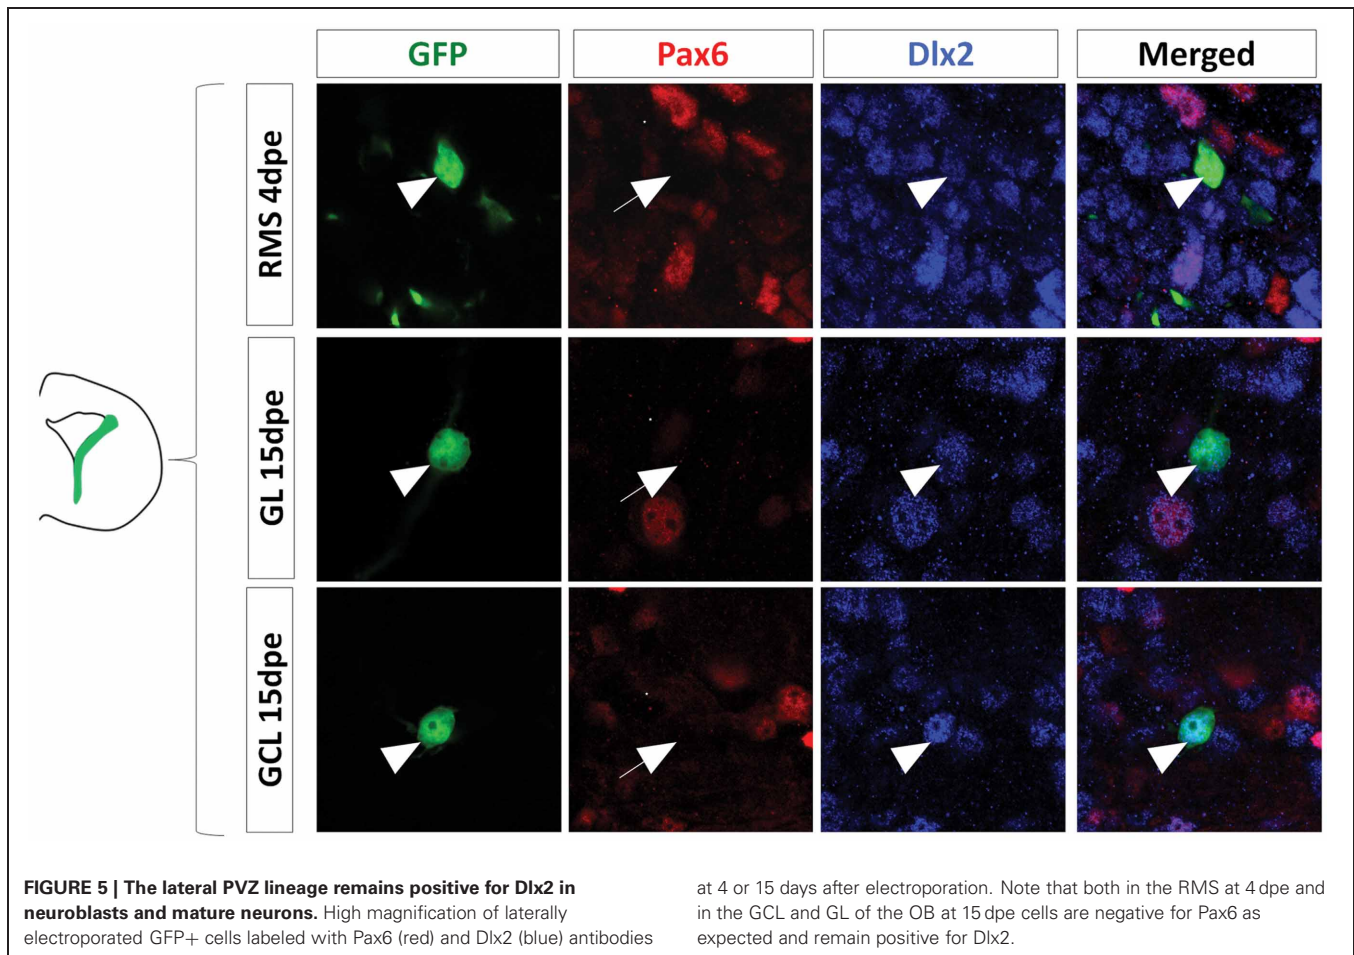 GFP
Pax6
Dlx2
Merged
RMS 4dpe
GL 15dpe
GCL 15dpe
FIGURE 5 | The lateral PVZ lineage remains positive for Dlx2 in
neuroblasts and mature neurons. High magnification of laterally
electroporated GFP+ cells labeled with Pax6 (red) and Dlx2 (blue) antibodies
at 4 or 15 days after electroporation. Note that both in the RMS at 4 dpe and
in the GCL and GL of the OB at 15 dpe cells are negative for Pax6 as
expected and remain positive for Dlx2.